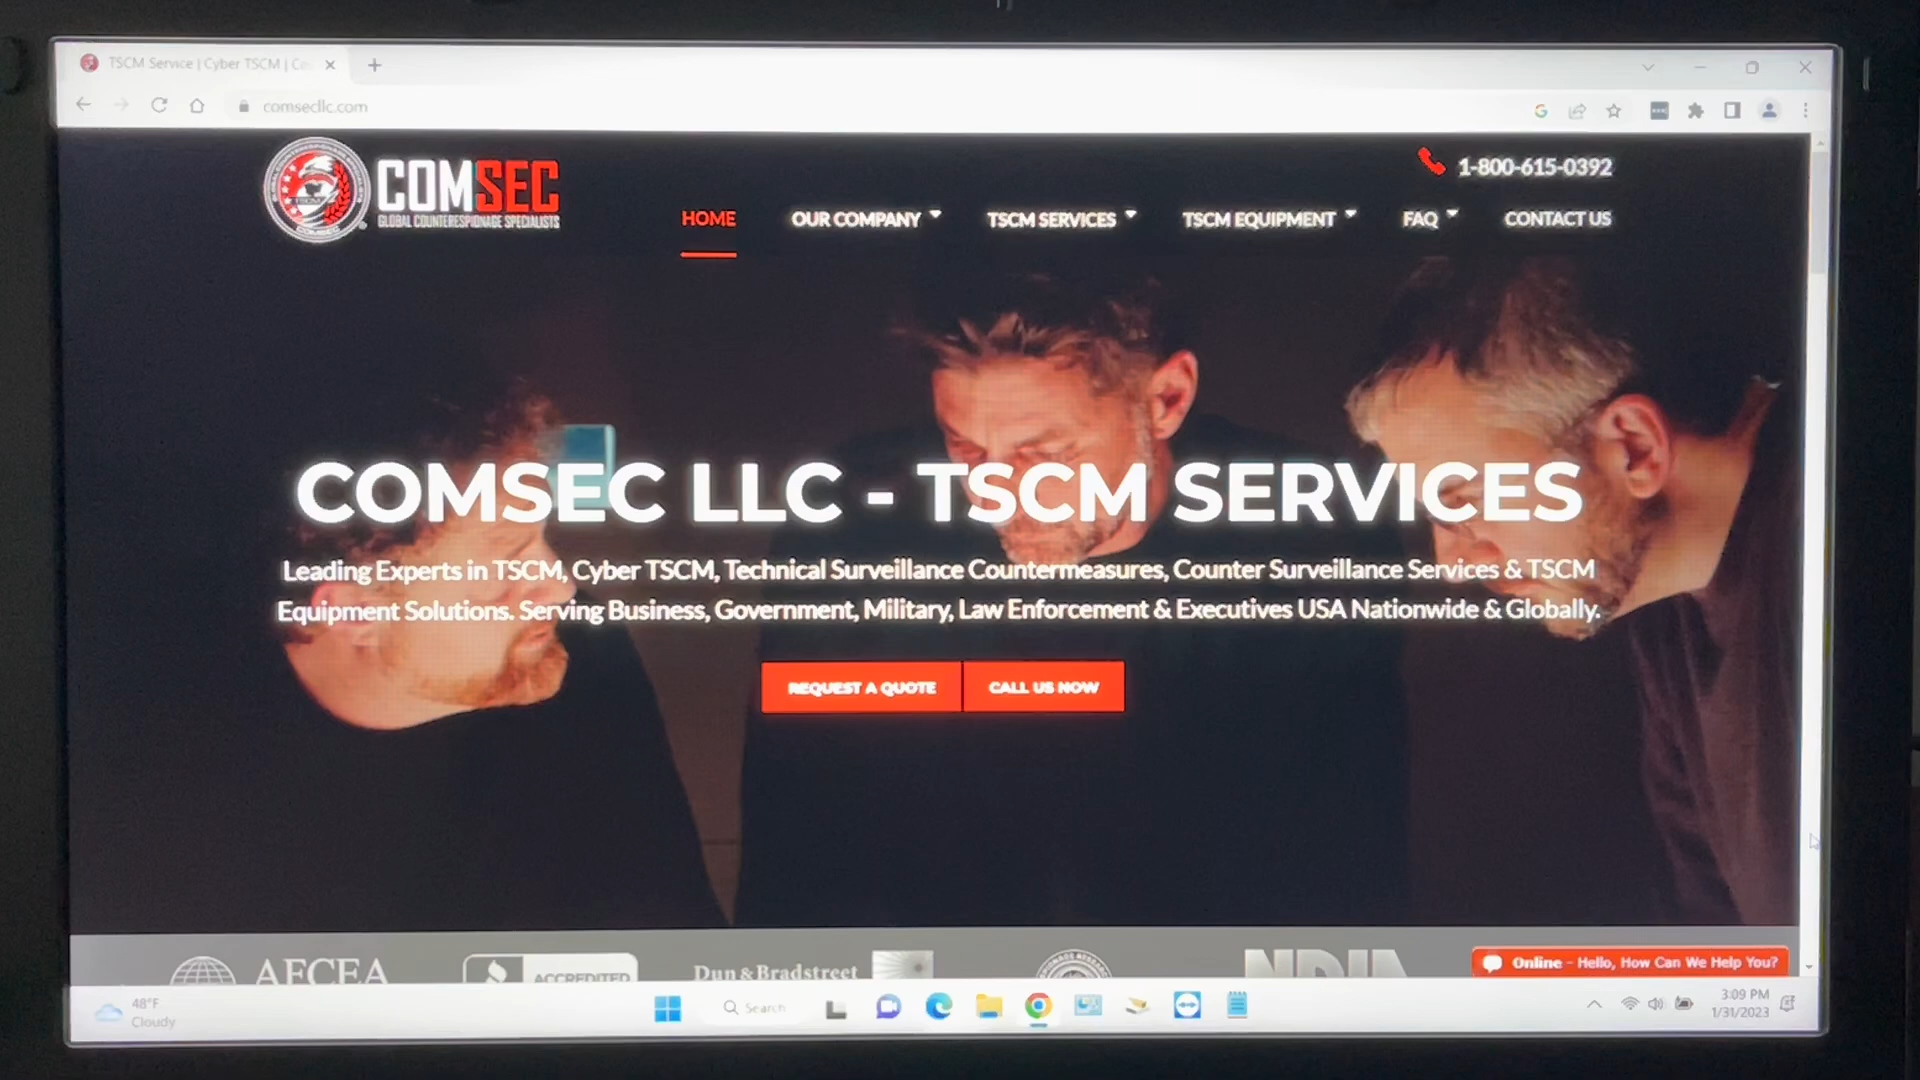 TSCM Service | Cyber TSCM | Co
comsecllc.com
COMSEC
GLOBAL COUNTERESPIONAGE SPECIALISTS
TSCM
COMSEC
1-800-615-0392
HOME
OUR COMPANY
TSCM SERVICES
TSCM EQUIPMENT
FAQ
CONTACT US
COMSEC LLC - TSCM SERVICES
Leading Experts in TSCM, Cyber TSCM, Technical Surveillance Countermeasures, Counter Surveillance Services & TSCM
Equipment Solutions. Serving Business, Government, Military, Law Enforcement & Executives USA Nationwide & Globally.
REQUEST A QUOTE
CALL US NOW
AFCEA
ACCREDITED
Dun & Bradstreet
NDIA
Online - Hello, How Can We Help You?
48°F
Cloudy
Search
3:09 PM
1/31/2023